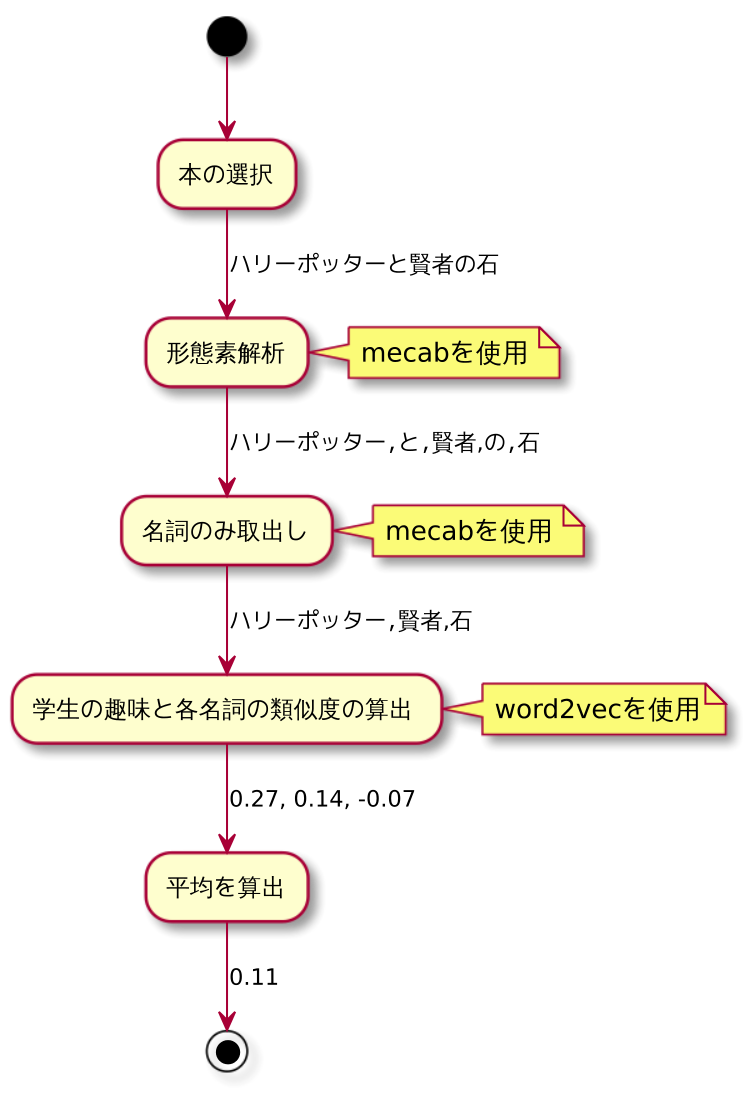 本の選択
ハリーポッターと賢者の石
形態素解析
mecabを使用
ハリーポッター,と,賢者,の,石
名詞のみ取出し
mecabを使用
ハリーポッター,賢者,石
学生の趣味と各名詞の類似度の算出
word2vecを使用
0.27, 0.14, -0.07
平均を算出
0.11